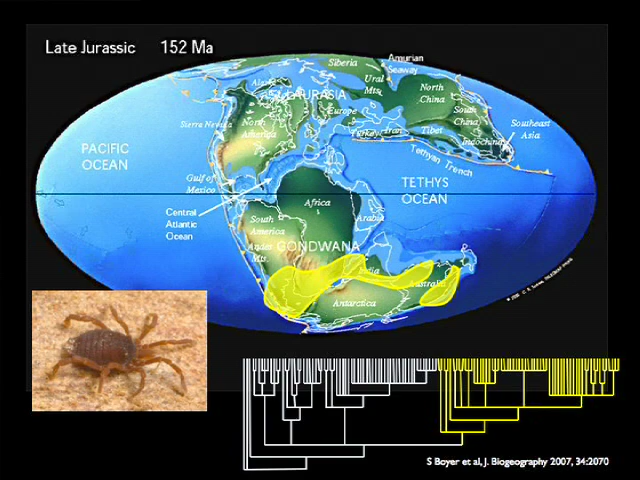 Late Jurassic 152 Ma
Siberia
Amurian
Seaway
Ural
Mts.
North
China
LAURASIA
Europe
South
China
Southeast
Asia
Sierra Nevada
North
America
Turkey
Iran
Tibet
Indochina
Tethyan Trench
PACIFIC
OCEAN
Gulf of
Mexico
TETHYS
OCEAN
Central
Atlantic
Ocean
Africa
South
America
Arabia
Andes
Mts.
GONDWANA
India
Australia
Antarctica
S Boyer et al, J. Biogeography 2007, 34:2070